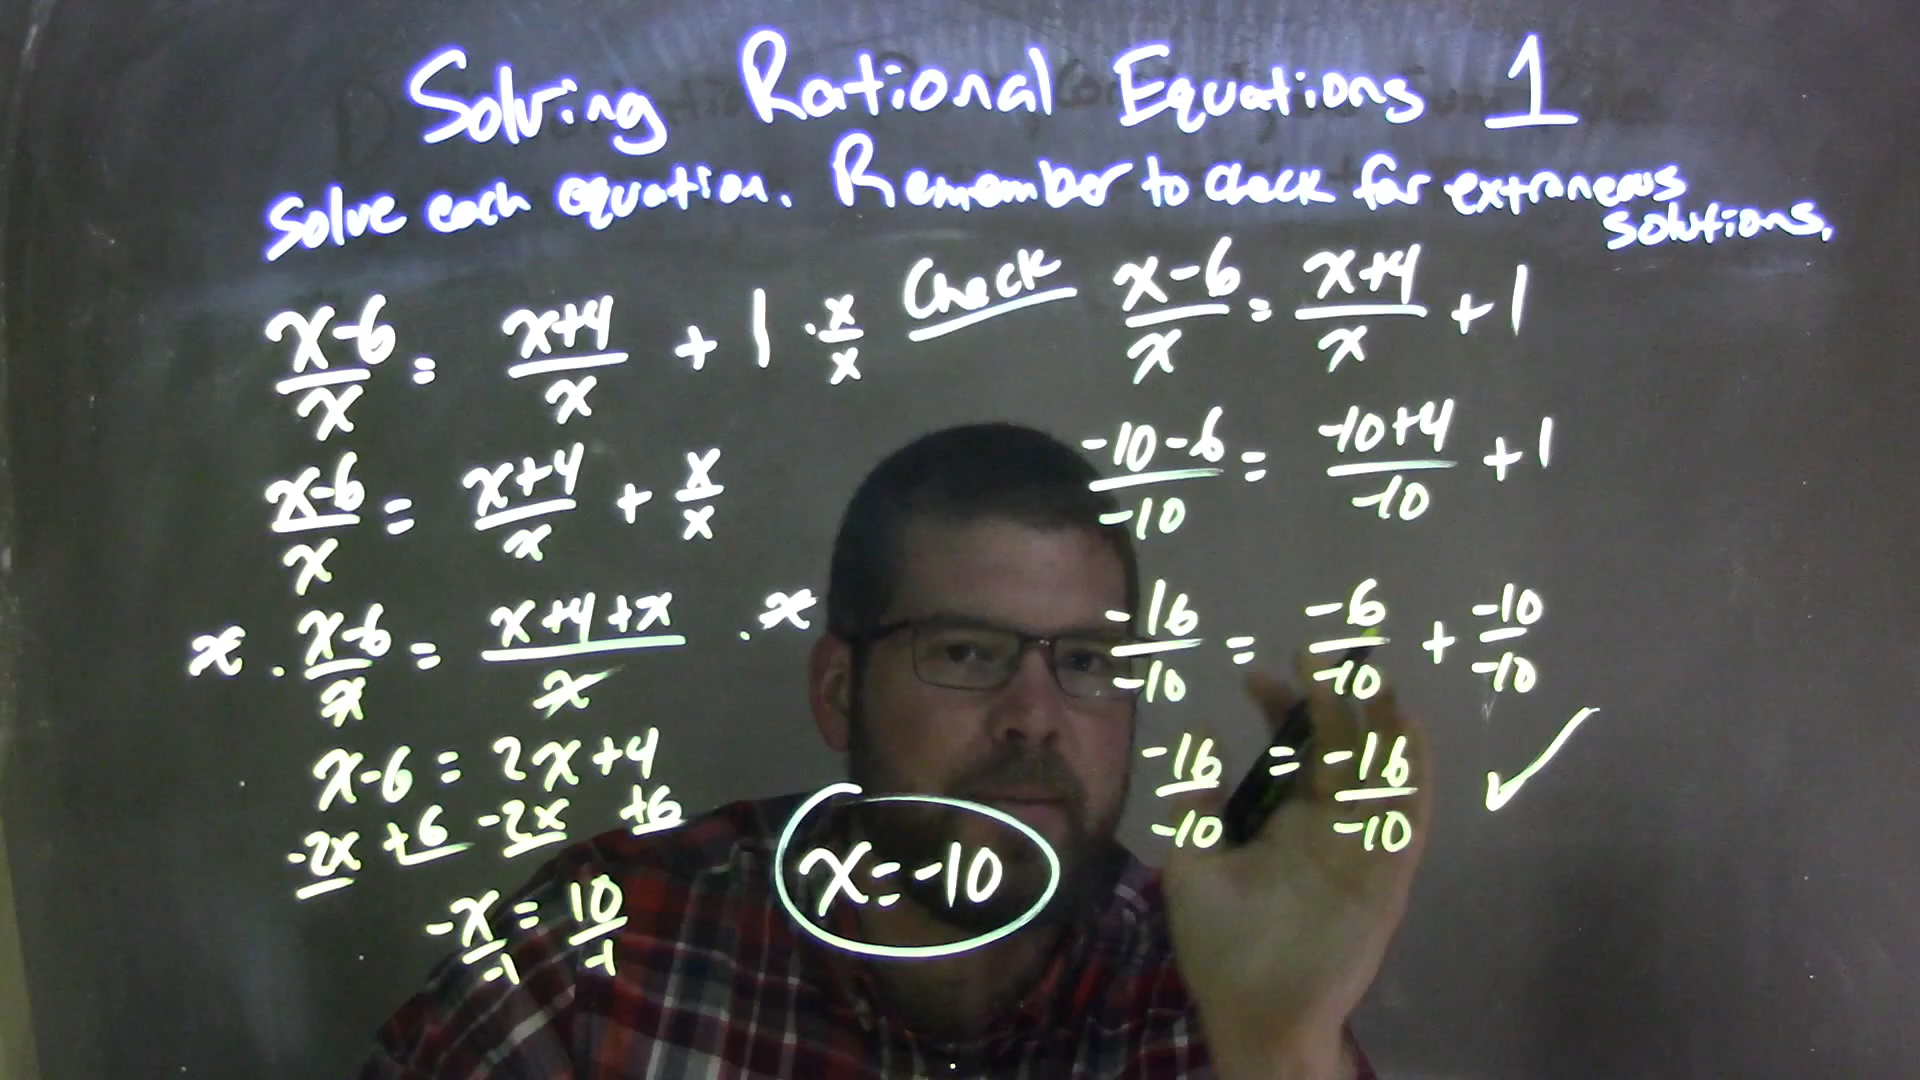 Solving Rational Equations 1
Solve each equation. Remember to check for extraneous
solutions.
x-6/x = x+4/x + 1 · x/x
x-6/x = x+4/x + x/x
x · x-6/x = x+4+x/x · x
x-6 = 2x+4
-2x +6 -2x +6
-x/-1 = 10/-1
x=-10
Check x-6/x = x+4/x + 1
-10-6/-10 = -10+4/-10 + 1
-16/-10 = -6/-10 + -10/-10
-16/-10 = -16/-10 ✓